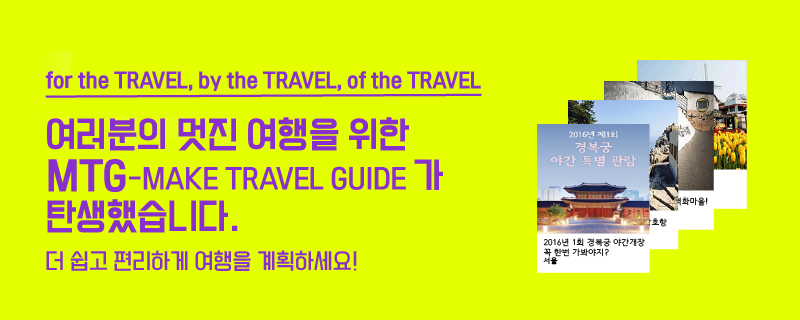 for the TRAVEL, by the TRAVEL, of the TRAVEL
여러분의 멋진 여행을 위한
MTG-MAKE TRAVEL GUIDE 가
탄생했습니다.
더 쉽고 편리하게 여행을 계획하세요!
2016년 제1회
경복궁
야간 특별 관람
2016년 1회 경복궁 야간개장
꼭 한번 가봐야지?
서울
벽화마을!